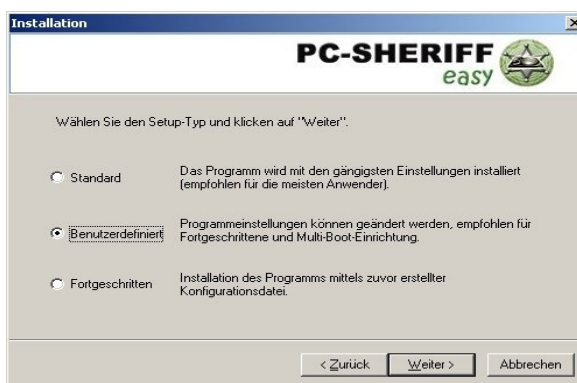 Installation
PC-SHERIFF
easy
Wählen Sie den Setup-Typ und klicken auf "Weiter".
Standard
Das Programm wird mit den gängigsten Einstellungen installiert
(empfohlen für die meisten Anwender).
Benutzerdefiniert
Programmeinstellungen können geändert werden, empfohlen für
Fortgeschrittene und Multi-Boot-Einrichtung.
Fortgeschritten
Installation des Programms mittels zuvor erstellter
Konfigurationsdatei.
< Zurück
Weiter >
Abbrechen